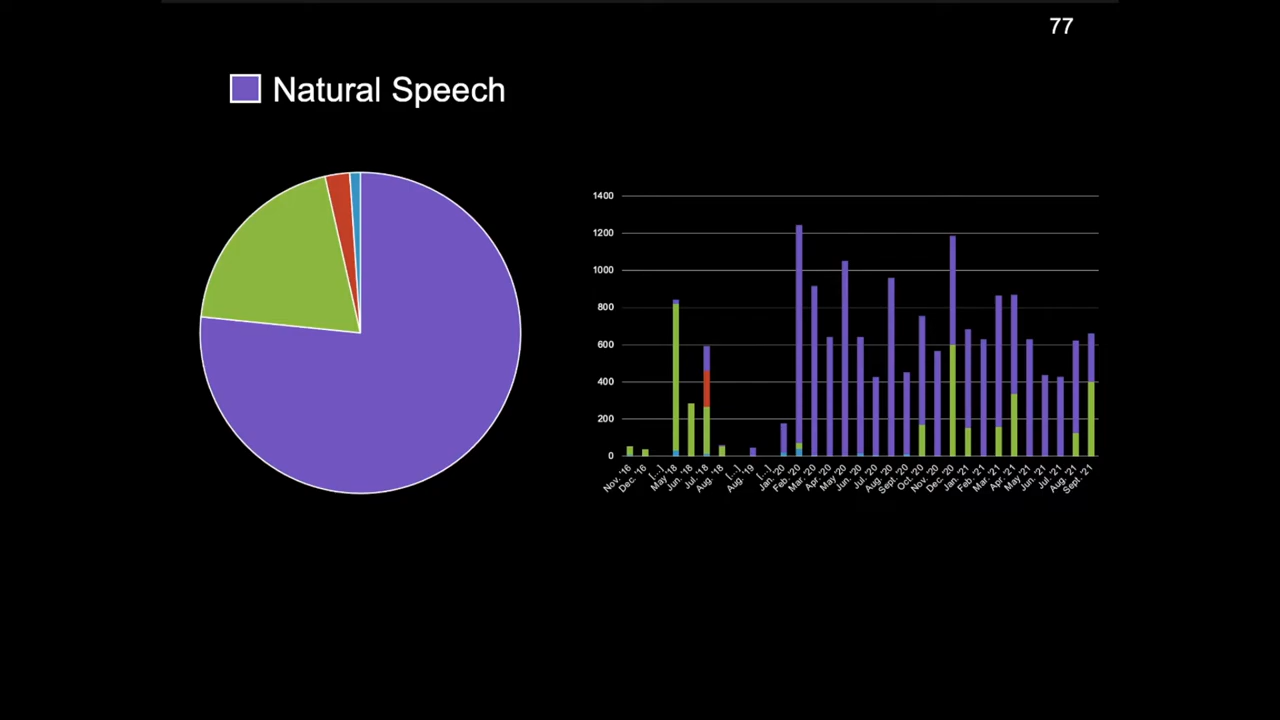 77
Natural Speech
1400
1200
1000
800
600
400
200
0
Nov. '16
Dec. '16
[...]
May '18
Jun. '18
Jul. '18
Aug. '18
[...]
Aug. '19
[...]
Jan. '20
Feb. '20
Mar. '20
Apr. '20
May '20
Jun. '20
Jul. '20
Aug. '20
Sept. '20
Oct. '20
Nov. '20
Dec. '20
Jan. '21
Feb. '21
Mar. '21
Apr. '21
May '21
Jun. '21
Jul. '21
Aug. '21
Sept. '21